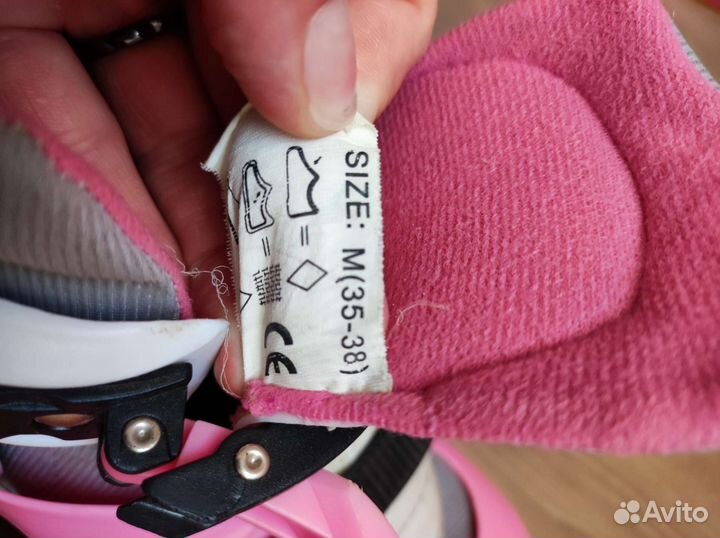 SIZE: M(35-38)
=
=
CE
Avito